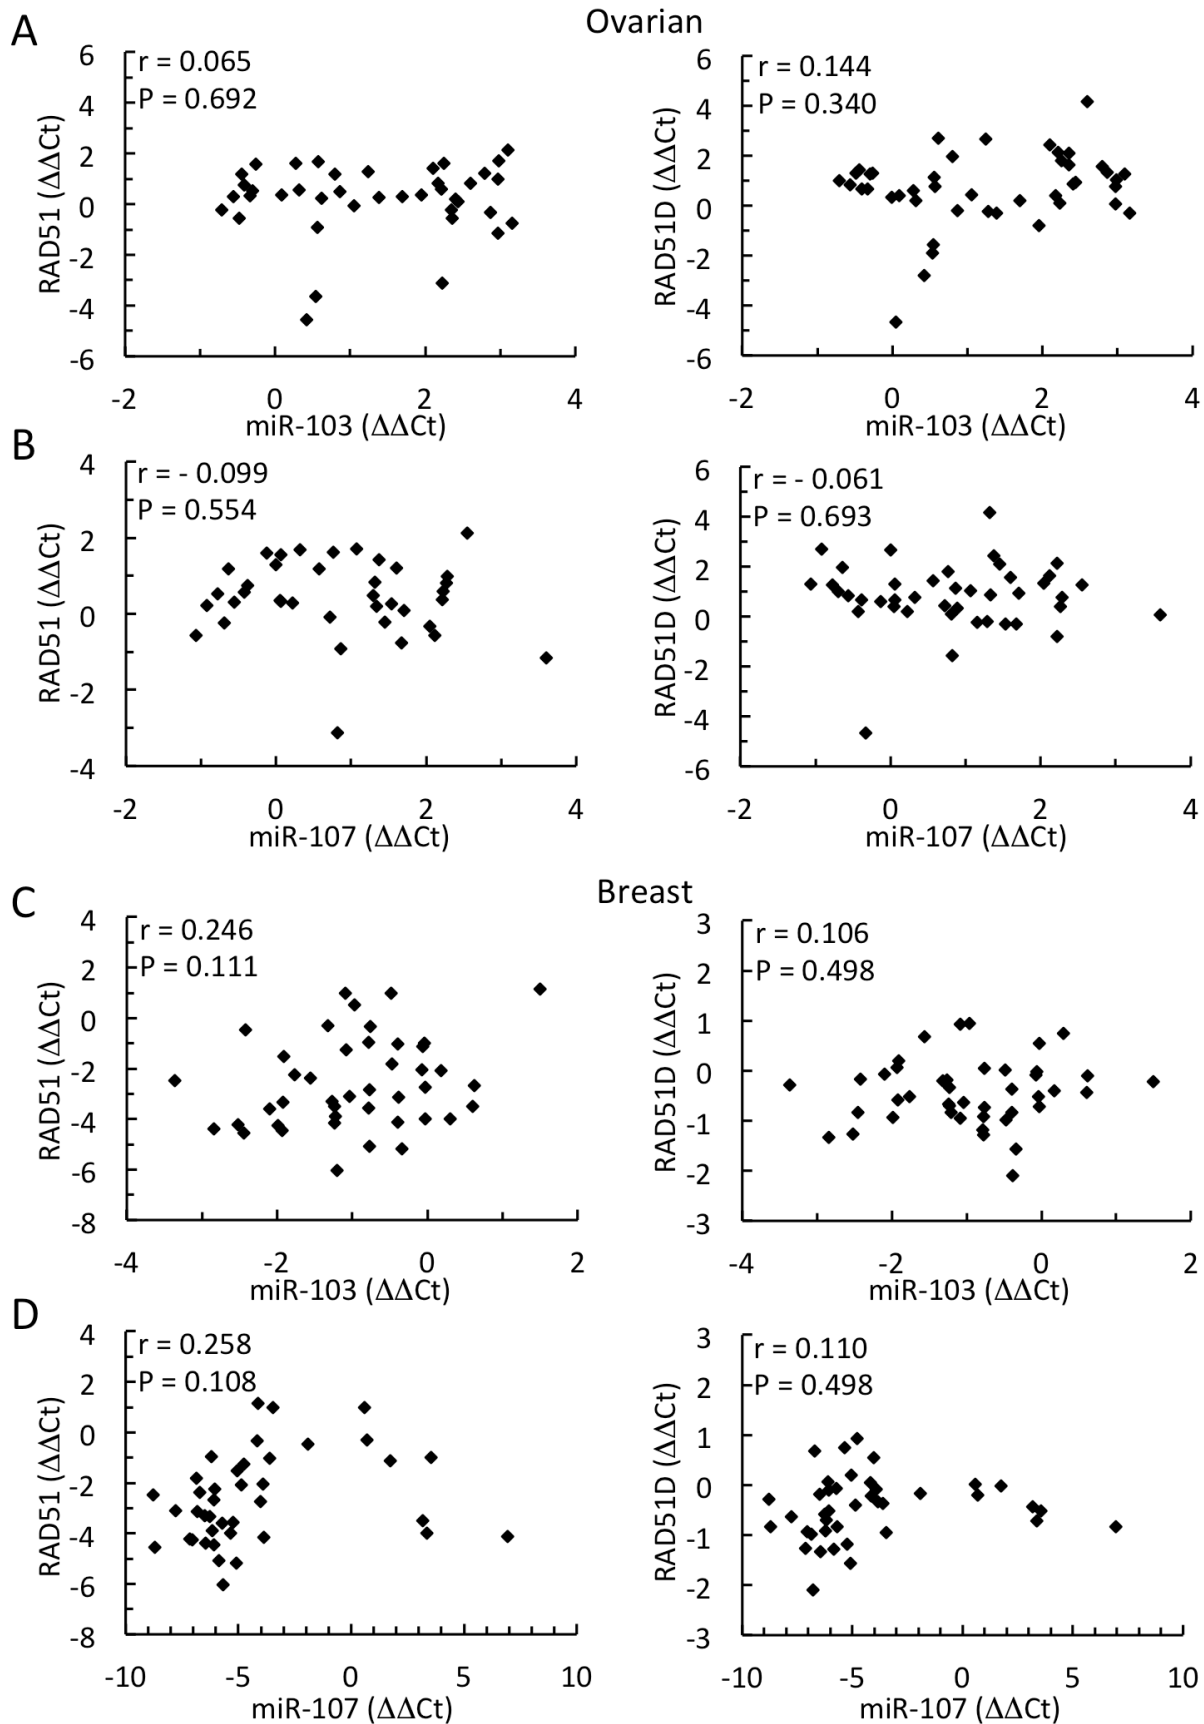 Ovarian
A
r = 0.065
P = 0.692
6
4
2
0
-2
-4
-6
RAD51 (ΔΔCt)
-2 0 2 4
miR-103 (ΔΔCt)
r = 0.144
P = 0.340
6
4
2
0
-2
-4
-6
RAD51D (ΔΔCt)
-2 0 2 4
miR-103 (ΔΔCt)
B
r = - 0.099
P = 0.554
4
2
0
-2
-4
RAD51 (ΔΔCt)
-2 0 2 4
miR-107 (ΔΔCt)
r = - 0.061
P = 0.693
6
4
2
0
-2
-4
-6
RAD51D (ΔΔCt)
-2 0 2 4
miR-107 (ΔΔCt)
Breast
C
r = 0.246
P = 0.111
4
2
0
-2
-4
-6
-8
RAD51 (ΔΔCt)
-4 -2 0 2
miR-103 (ΔΔCt)
r = 0.106
P = 0.498
3
2
1
0
-1
-2
-3
RAD51D (ΔΔCt)
-4 -2 0 2
miR-103 (ΔΔCt)
D
r = 0.258
P = 0.108
4
2
0
-2
-4
-6
-8
RAD51 (ΔΔCt)
-10 -5 0 5 10
miR-107 (ΔΔCt)
r = 0.110
P = 0.498
3
2
1
0
-1
-2
-3
RAD51D (ΔΔCt)
-10 -5 0 5 10
miR-107 (ΔΔCt)